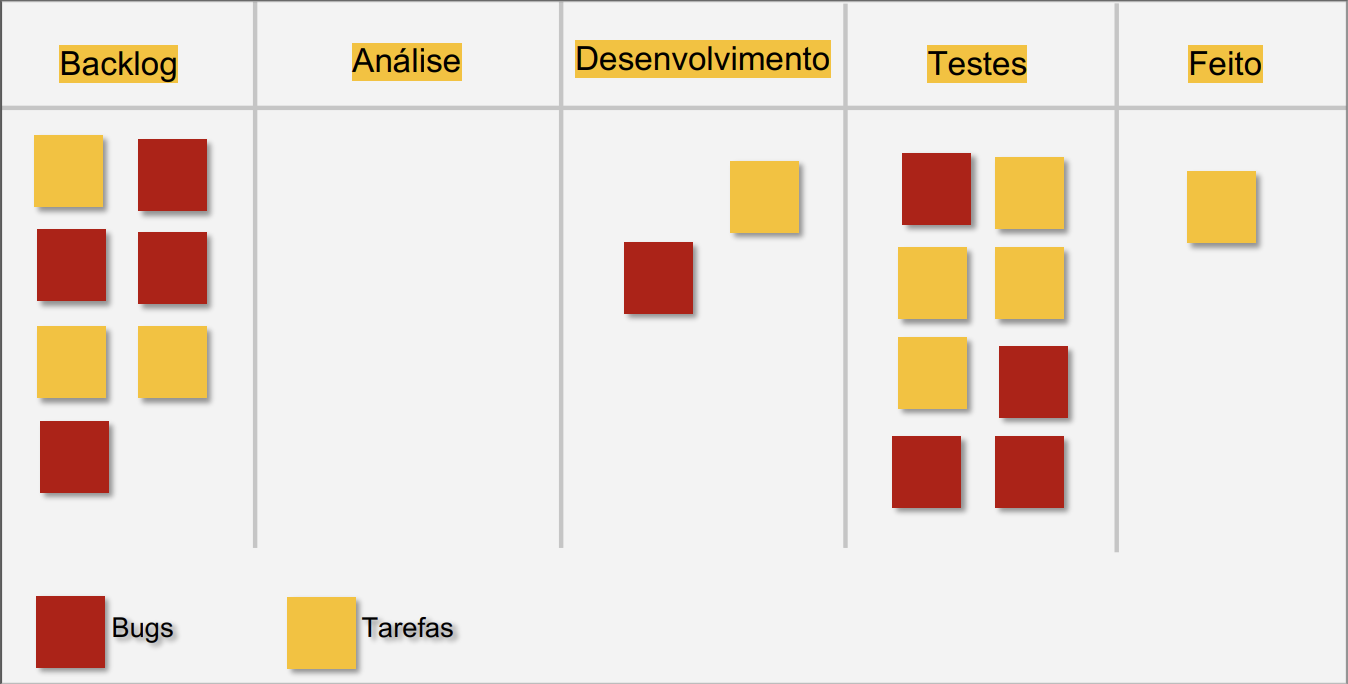 Backlog
Análise
Desenvolvimento
Testes
Feito
Bugs
Tarefas